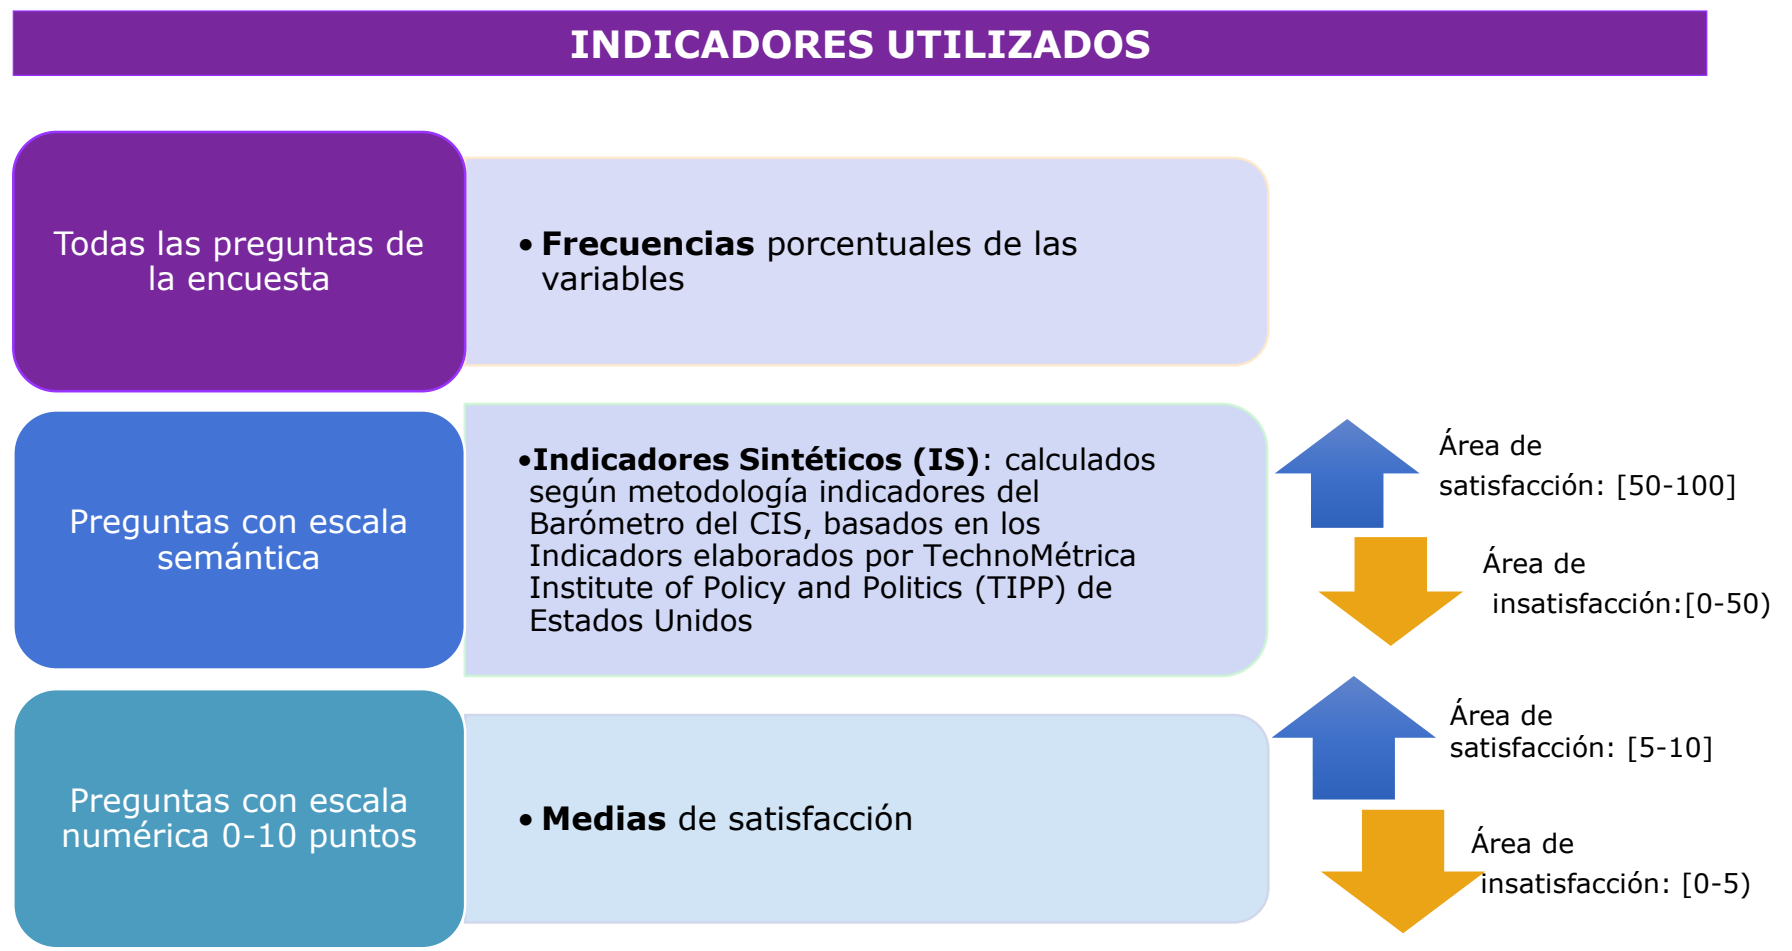 INDICADORES UTILIZADOS
Todas las preguntas de
la encuesta
• Frecuencias porcentuales de las
variables
Preguntas con escala
semántica
•Indicadores Sintéticos (IS): calculados
según metodología indicadores del
Barómetro del CIS, basados en los
Indicadors elaborados por TechnoMétrica
Institute of Policy and Politics (TIPP) de
Estados Unidos
Área de
satisfacción: [50-100]
Área de
insatisfacción:[0-50)
Preguntas con escala
numérica 0-10 puntos
• Medias de satisfacción
Área de
satisfacción: [5-10]
Área de
insatisfacción: [0-5)